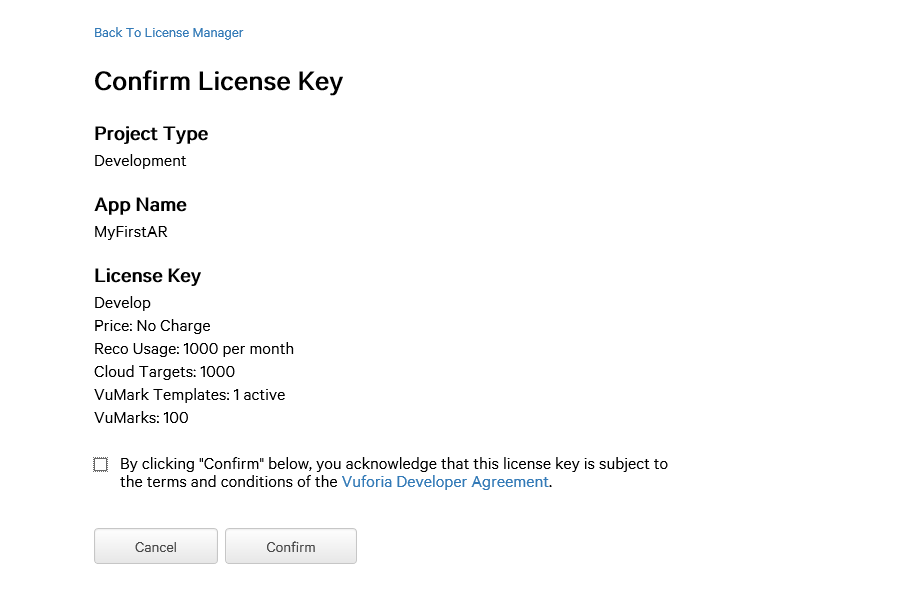 Back To License Manager
Confirm License Key
Project Type
Development
App Name
MyFirstAR
License Key
Develop
Price: No Charge
Reco Usage: 1000 per month
Cloud Targets: 1000
VuMark Templates: 1 active
VuMarks: 100
By clicking "Confirm" below, you acknowledge that this license key is subject to
the terms and conditions of the Vuforia Developer Agreement.
Cancel Confirm